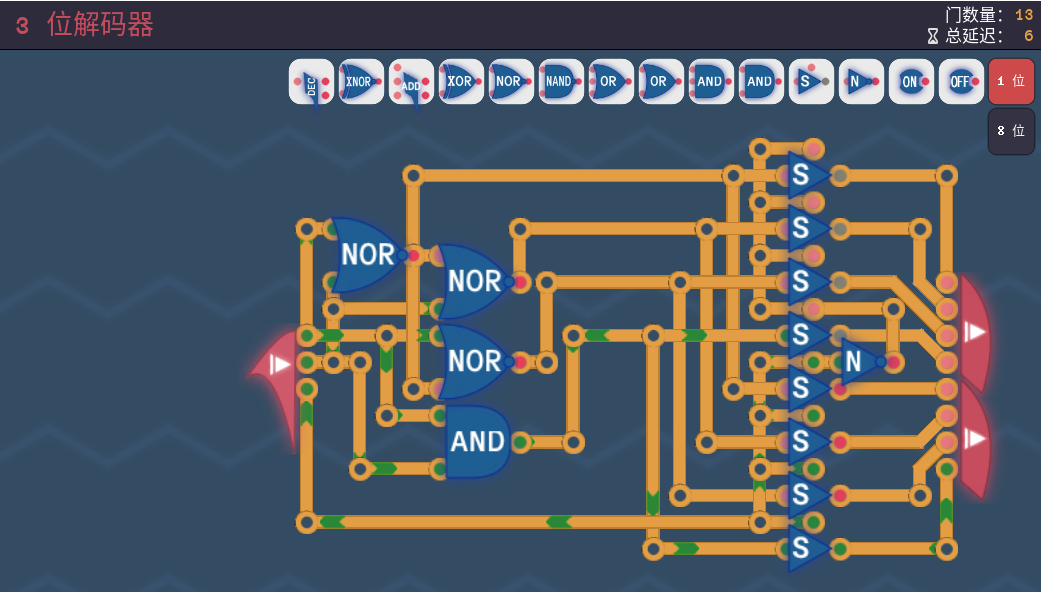 3 位解码器
门数量： 13
总延迟： 6
DEC XNOR ADD XOR NOR NAND OR OR AND AND S N ON OFF 1 位
8 位
S
S
NOR
NOR
S
S
NOR
N
S
AND
S
S
S